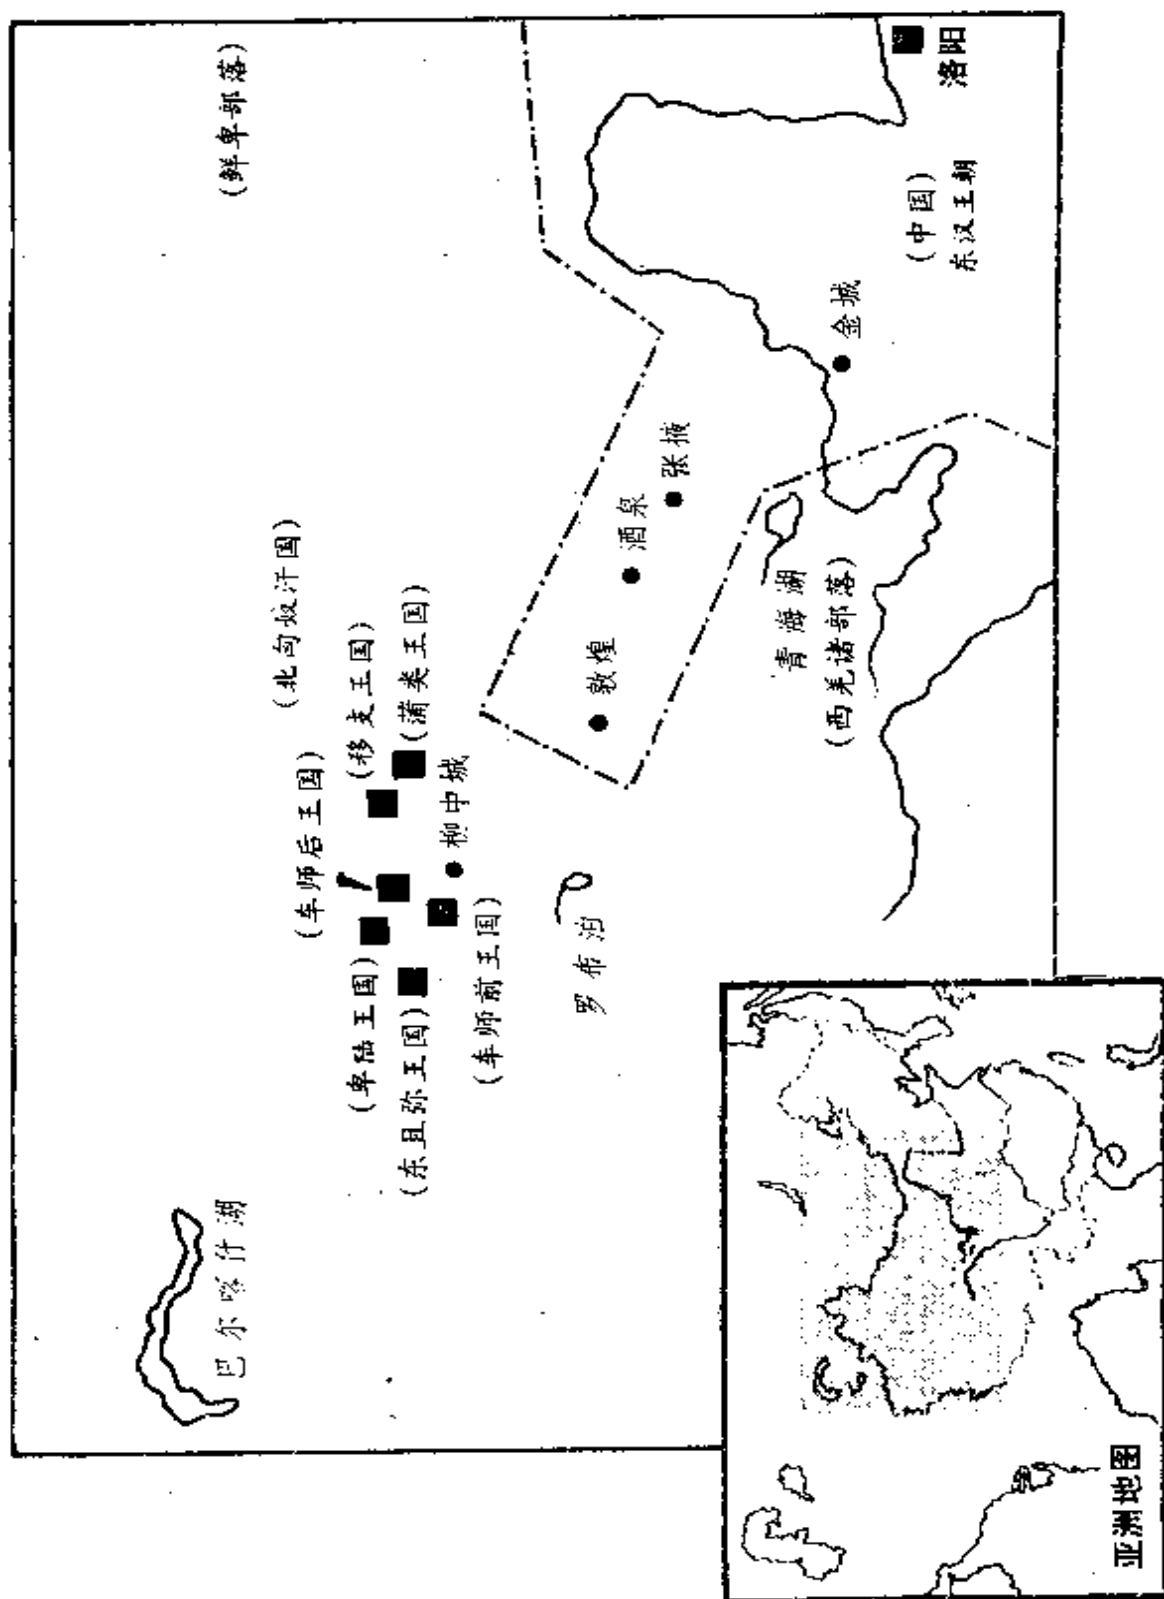 (鲜卑部落)
洛阳
(中国)
东汉王朝
金城
张掖
酒泉
敦煌
青海湖
(西羌诸部落)
(北匈奴汗国)
(移支王国)
(蒲类王国)
柳中城
(车师后王国)
(卑陆王国)
(东且弥王国)
(车师前王国)
罗布泊
巴尔喀什湖
亚洲地图